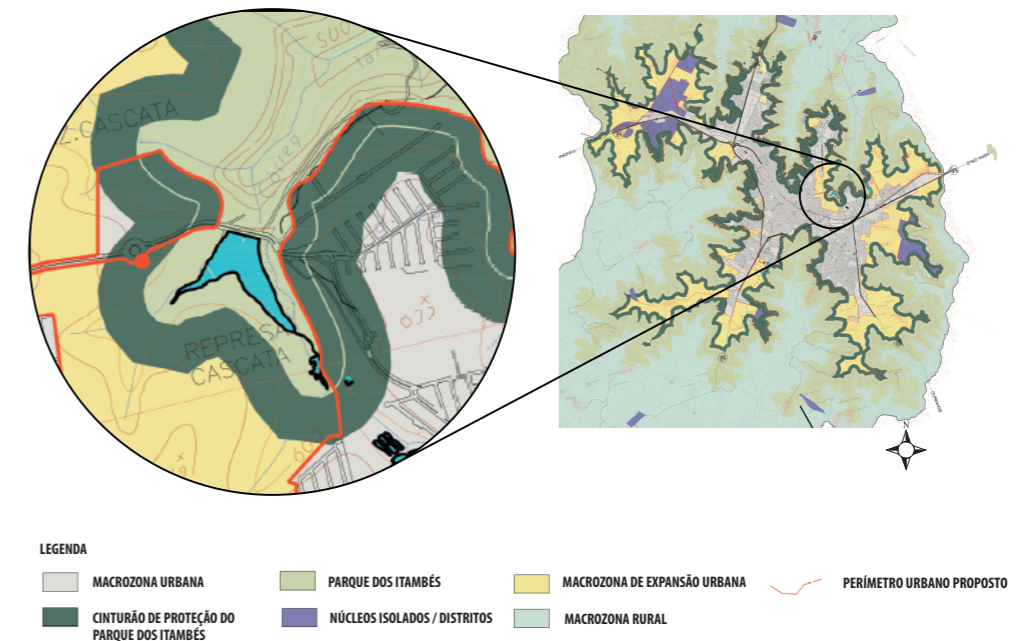 500
Correg
Z. CASCATA
REPRESA
CASCATA
N
LEGENDA
MACROZONA URBANA
PARQUE DOS ITAMBÉS
MACROZONA DE EXPANSÃO URBANA
PERÍMETRO URBANO PROPOSTO
CINTURÃO DE PROTEÇÃO DO
PARQUE DOS ITAMBÉS
NÚCLEOS ISOLADOS / DISTRITOS
MACROZONA RURAL